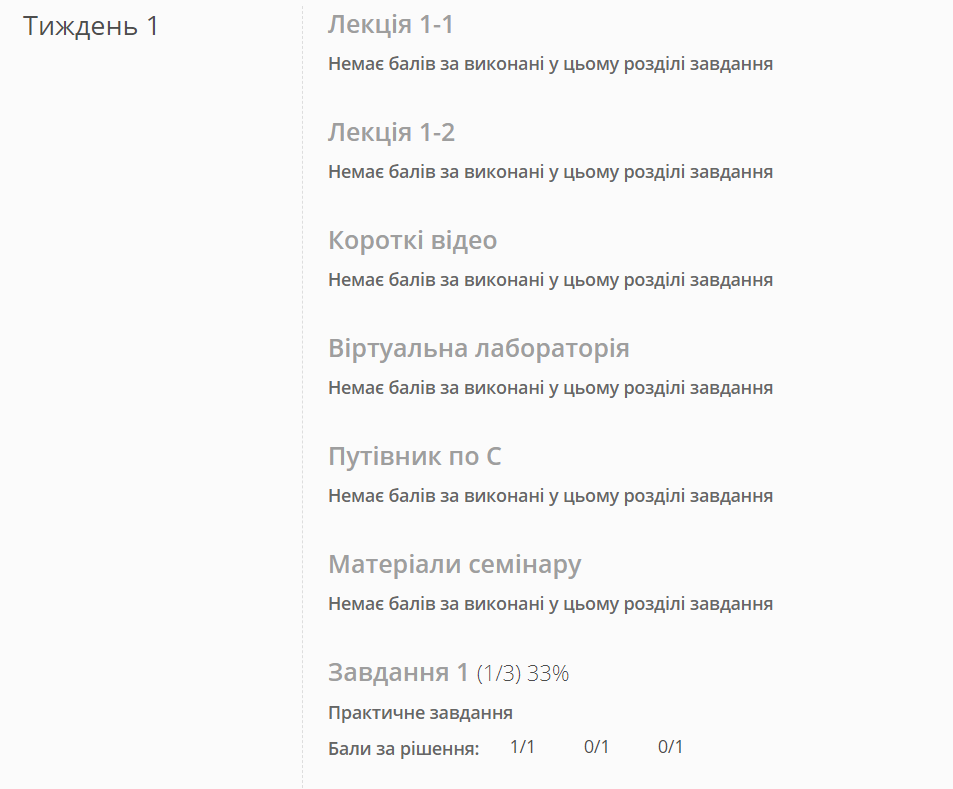 Тиждень 1
Лекція 1-1
Немає балів за виконані у цьому розділі завдання
Лекція 1-2
Немає балів за виконані у цьому розділі завдання
Короткі відео
Немає балів за виконані у цьому розділі завдання
Віртуальна лабораторія
Немає балів за виконані у цьому розділі завдання
Путівник по C
Немає балів за виконані у цьому розділі завдання
Матеріали семінару
Немає балів за виконані у цьому розділі завдання
Завдання 1 (1/3) 33%
Практичне завдання
Бали за рішення: 1/1 0/1 0/1